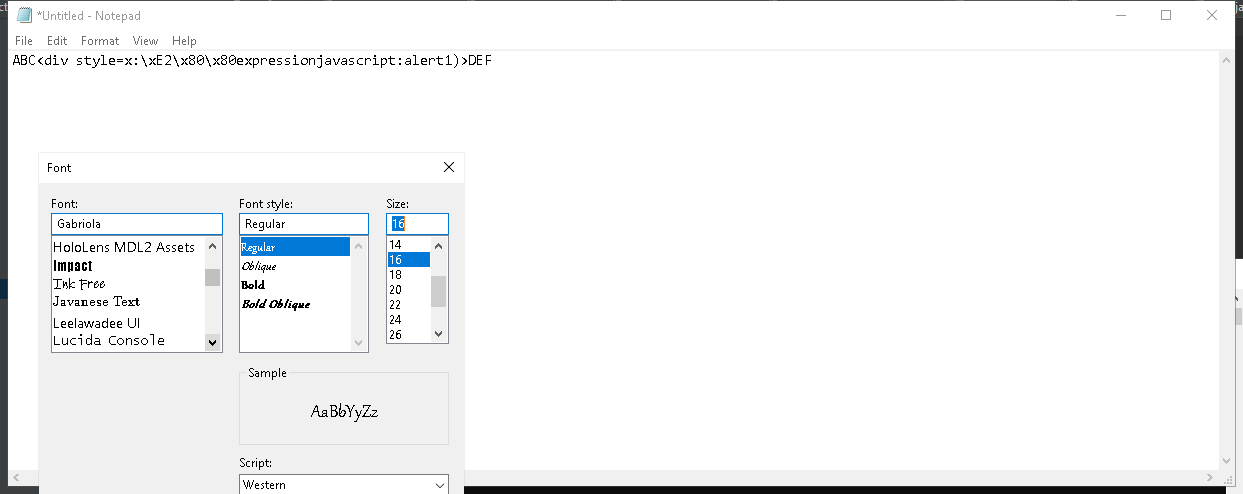 *Untitled - Notepad
File Edit Format View Help
ABC<div style=x:\xE2\x80\x80expressionjavascript:alert1)>DEF
Font
Font: Font style: Size:
Gabriola Regular 16
HoloLens MDL2 Assets
Impact
Ink Free
Javanese Text
Leelawadee UI
Lucida Console
Regular
Oblique
Bold
Bold Oblique
14
16
18
20
22
24
26
Sample
AaBbYyZz
Script:
Western